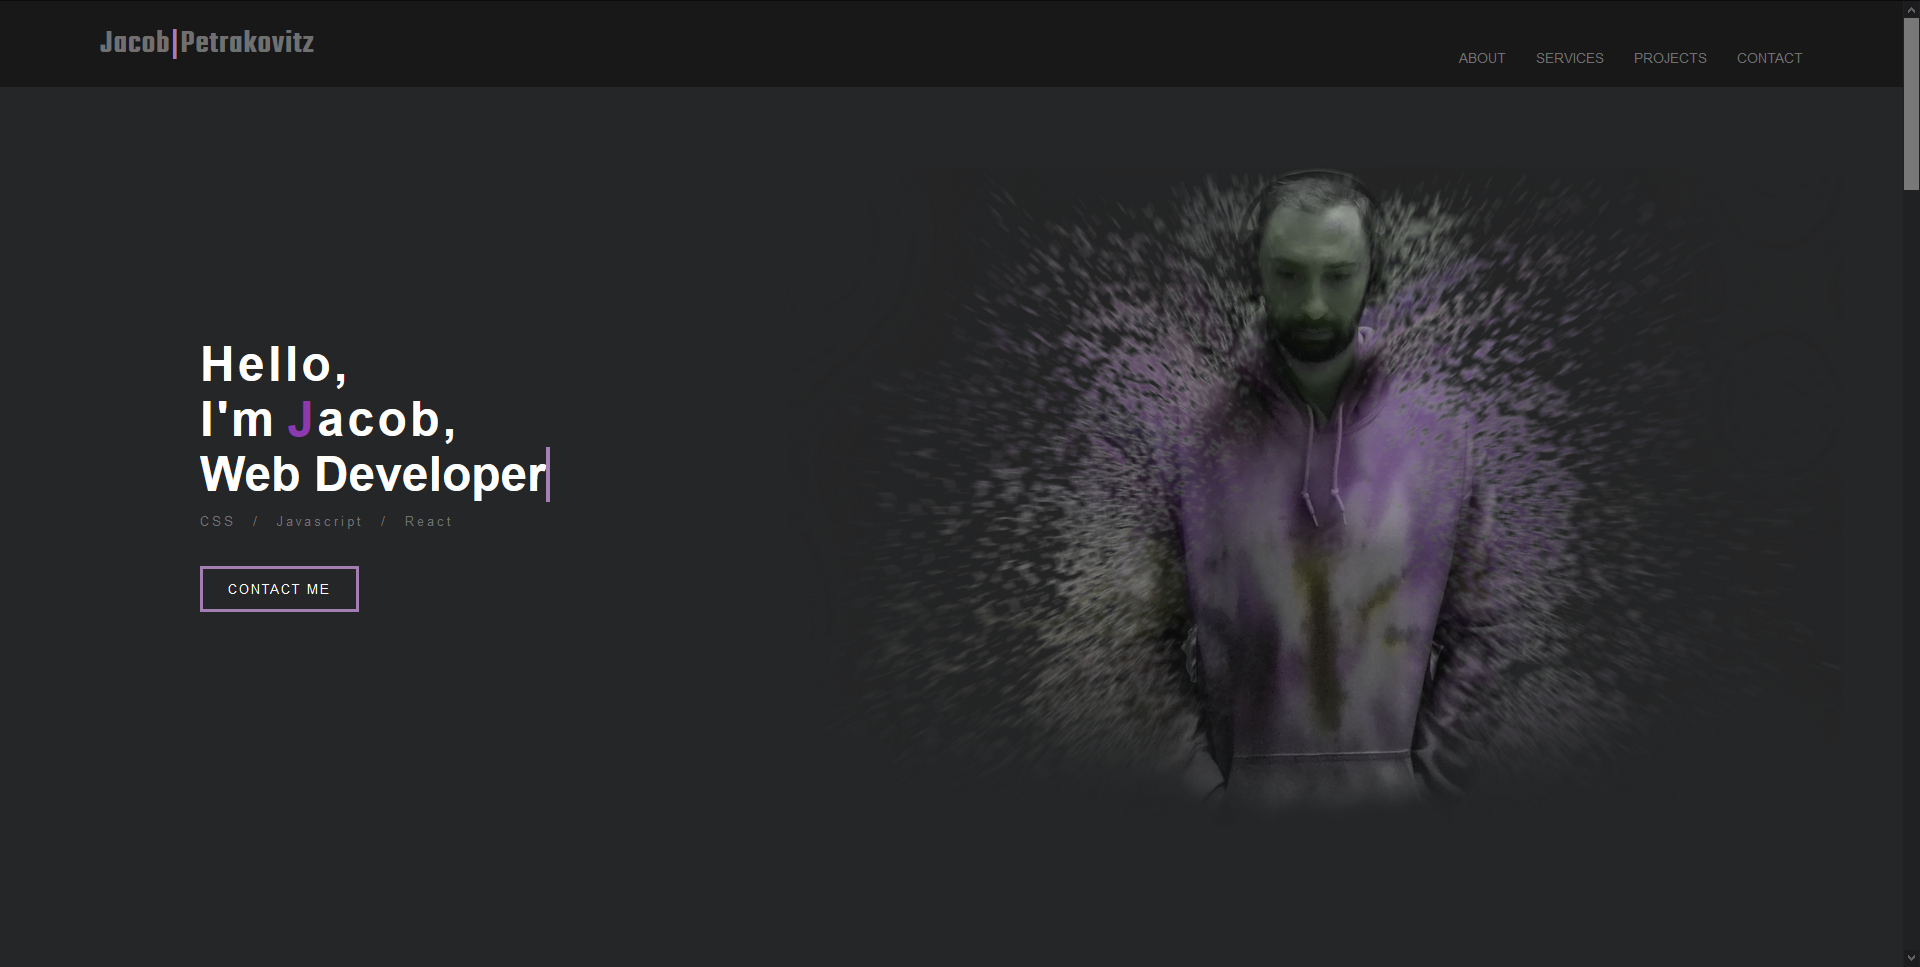 Jacob|Petrakovitz
ABOUT SERVICES PROJECTS CONTACT
Hello,
I'm Jacob,
Web Developer
CSS / Javascript / React
CONTACT ME